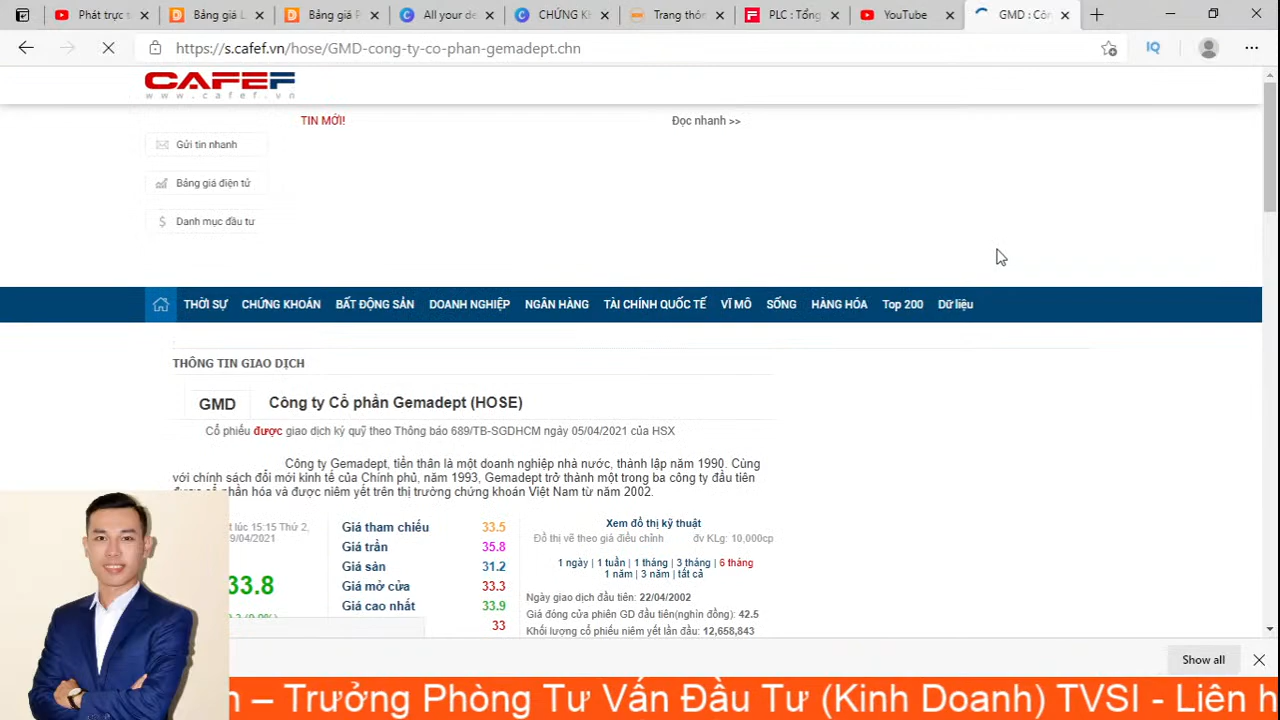 Phát trực t
Bảng giá L
Bảng giá P
All your de
CHỨNG KH
Trang thôn
PLC : Tổng
YouTube
GMD : Côn
https://s.cafef.vn/hose/GMD-cong-ty-co-phan-gemadept.chn
IQ
CAFEF
www.cafef.vn
TIN MỚI!
Đọc nhanh >>
Gửi tin nhanh
Bảng giá điện tử
$ Danh mục đầu tư
THỜI SỰ CHỨNG KHOÁN BẤT ĐỘNG SẢN DOANH NGHIỆP NGÂN HÀNG TÀI CHÍNH QUỐC TẾ VĨ MÔ SỐNG HÀNG HÓA Top 200 Dữ liệu
THÔNG TIN GIAO DỊCH
GMD Công ty Cổ phần Gemadept (HOSE)
Cổ phiếu được giao dịch ký quỹ theo Thông báo 689/TB-SGDHCM ngày 05/04/2021 của HSX
Công ty Gemadept, tiền thân là một doanh nghiệp nhà nước, thành lập năm 1990. Cùng
với chính sách đổi mới kinh tế của Chính phủ, năm 1993, Gemadept trở thành một trong ba công ty đầu tiên
được cổ phần hóa và được niêm yết trên thị trường chứng khoán Việt Nam từ năm 2002.
lúc 15:15 Thứ 2,
9/04/2021
33.8
Giá tham chiếu 33.5
Giá trần 35.8
Giá sàn 31.2
Giá mở cửa 33.3
Giá cao nhất 33.9
33
Xem đồ thị kỹ thuật
Đồ thị vẽ theo giá điều chỉnh đv KLg: 10,000cp
1 ngày | 1 tuần | 1 tháng | 3 tháng | 6 tháng
1 năm | 3 năm | tất cả
Ngày giao dịch đầu tiên: 22/04/2002
Giá đóng cửa phiên GD đầu tiên(nghìn đồng): 42.5
Khối lượng cổ phiếu niêm yết lần đầu: 12,658,843
Show all
n – Trưởng Phòng Tư Vấn Đầu Tư (Kinh Doanh) TVSI - Liên h